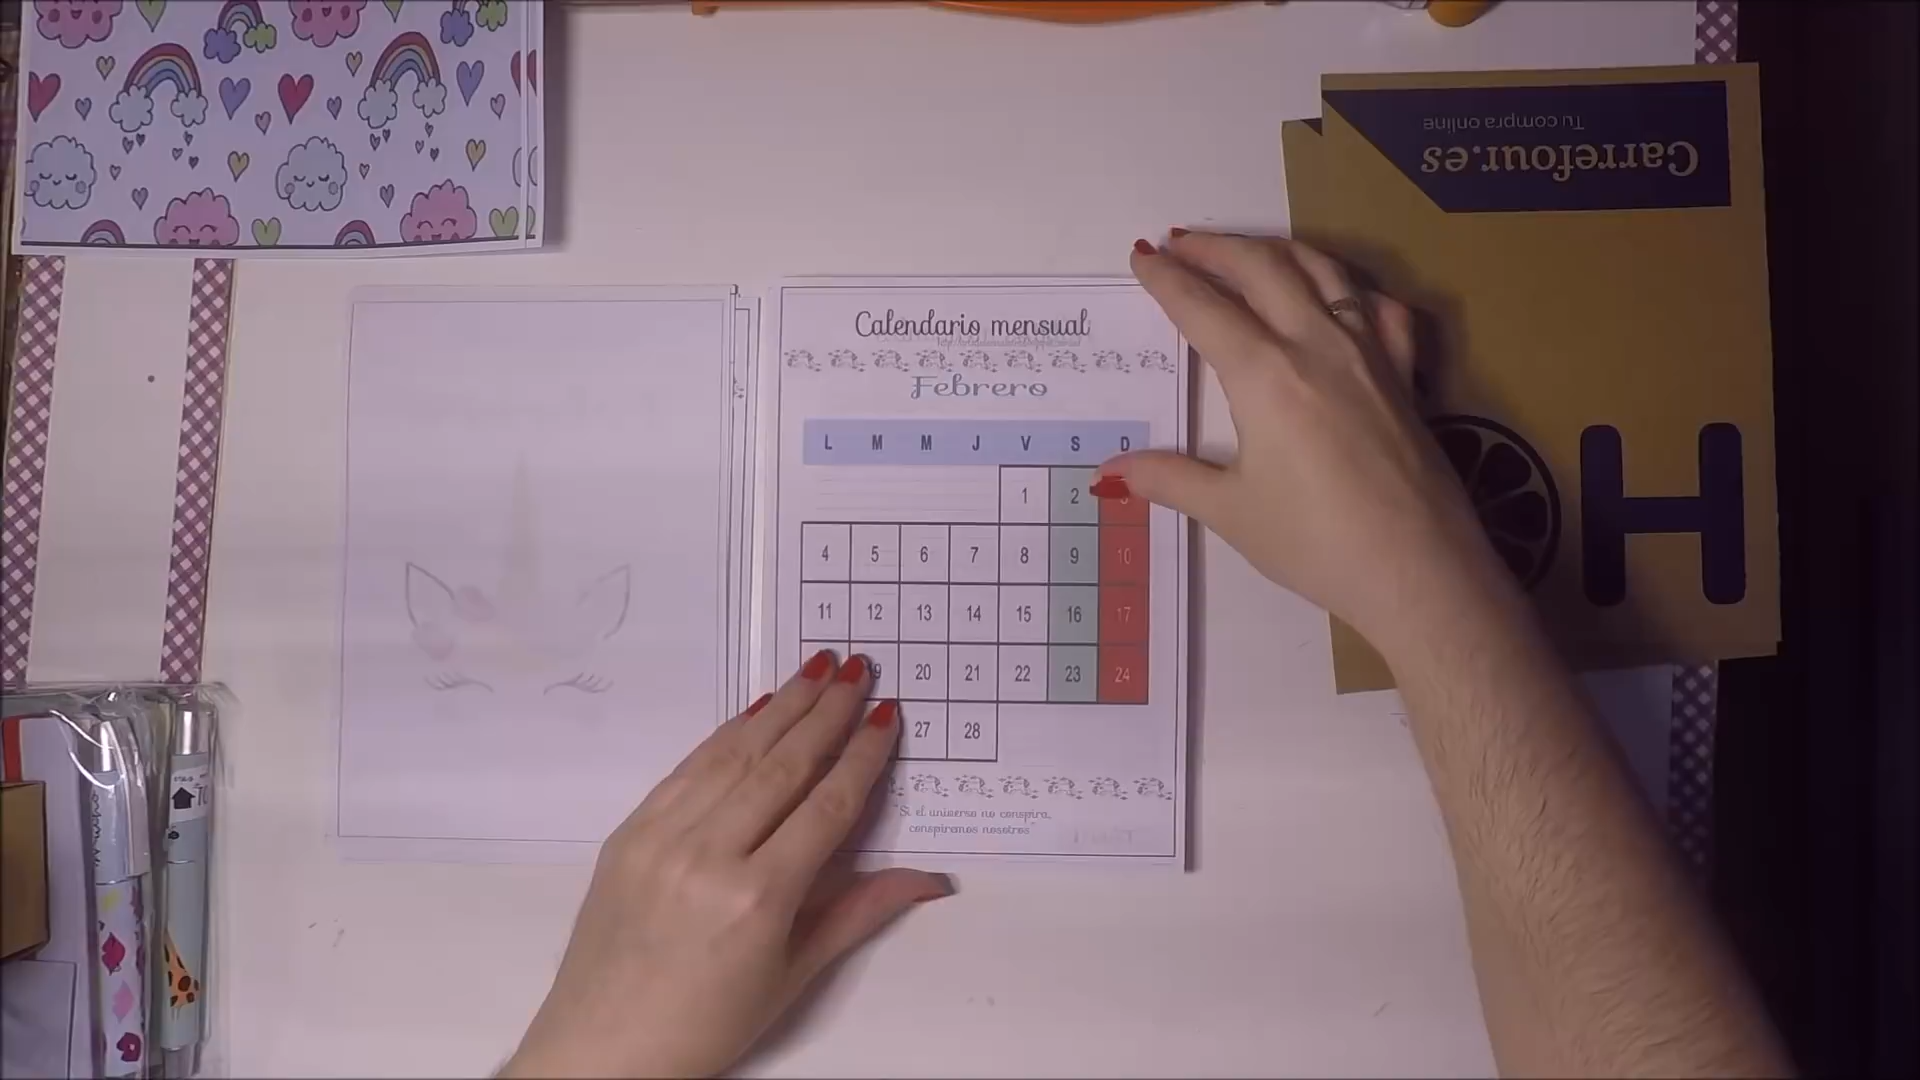 Carrefour.es
Tu compra online
H
Calendario mensual
Febrero
L M M J V S D
1 2
4 5 6 7 8 9 10
11 12 13 14 15 16 17
20 21 22 23 24
27 28
"Si el universo no conspira,
conspiramos nosotros"